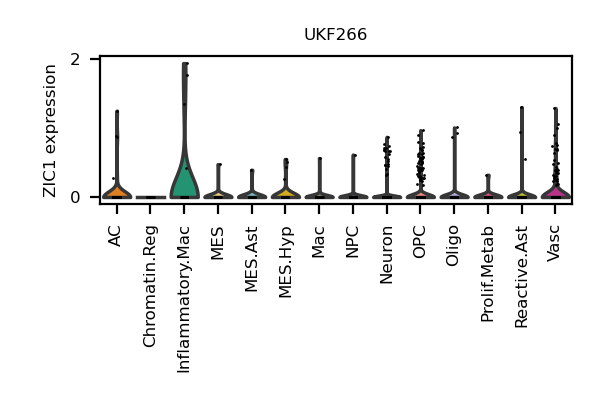 UKF266
ZIC1 expression
2
0
AC
Chromatin.Reg
Inflammatory.Mac
MES
MES.Ast
MES.Hyp
Mac
NPC
Neuron
OPC
Oligo
Prolif.Metab
Reactive.Ast
Vasc